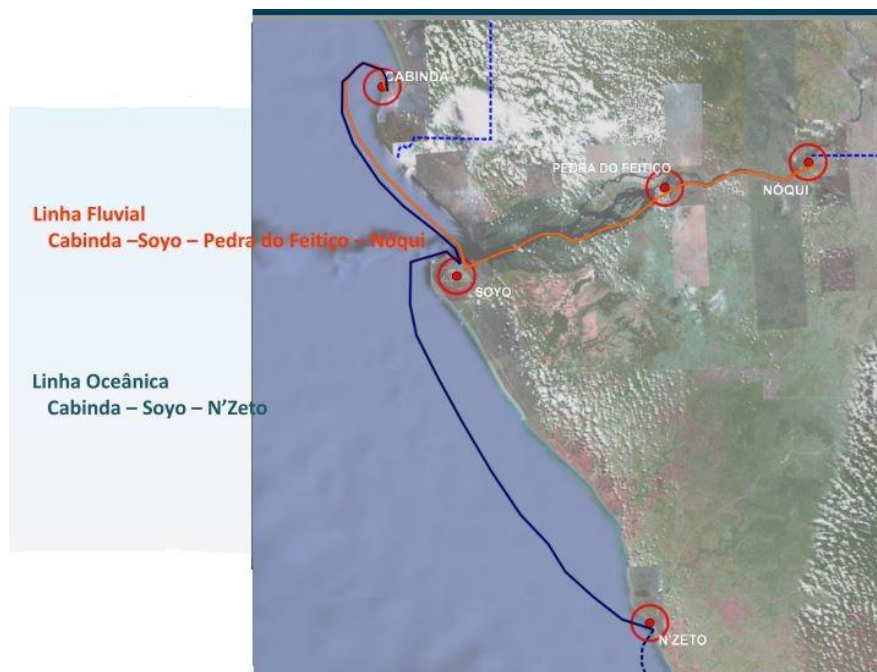 CABINDA
PEDRA DO FEITIÇO
NÓQUI
Linha Fluvial
Cabinda –Soyo – Pedra do Feitiço – Nóqui
SOYO
Linha Oceânica
Cabinda – Soyo – N'Zeto
N'ZETO